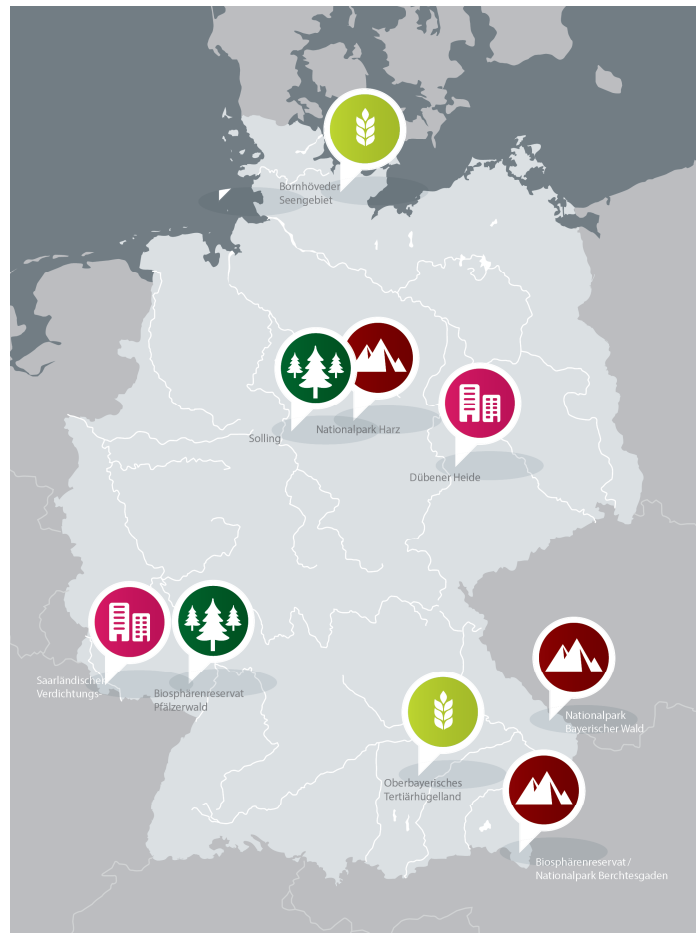 Bornhöveder
Seengebiet
Solling
Nationalpark Harz
Dübener Heide
Saarländischer
Verdichtungs-
Biosphärenreservat
Pfälzerwald
Nationalpark
Bayerischer Wald
Oberbayerisches
Tertiärhügelland
Biosphärenreservat /
Nationalpark Berchtesgaden